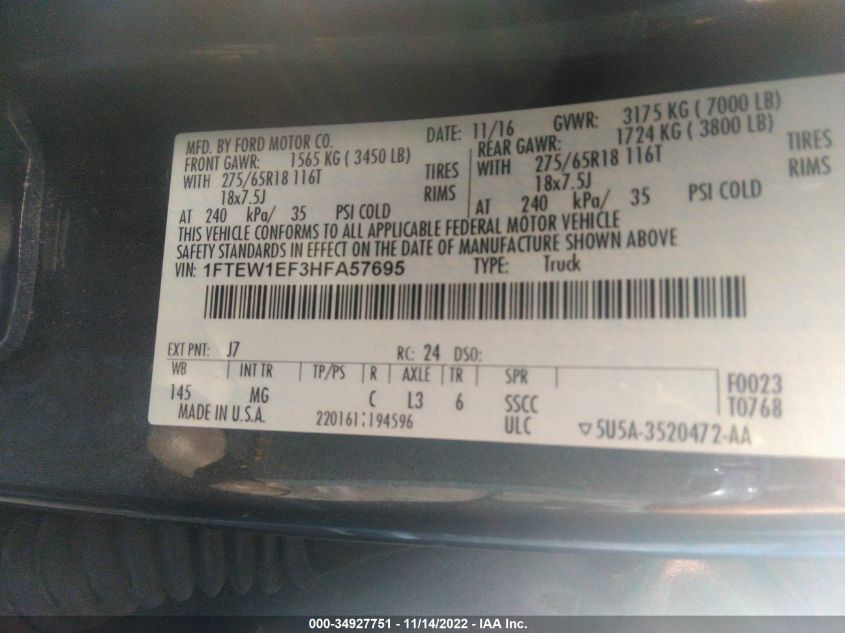 MFD. BY FORD MOTOR CO. DATE: 11/16 GVWR: 3175 KG ( 7000 LB)
FRONT GAWR: 1565 KG ( 3450 LB) REAR GAWR: 1724 KG ( 3800 LB)
WITH 275/65R18 116T TIRES WITH 275/65R18 116T TIRES
18x7.5J RIMS 18x7.5J RIMS
AT 240 kPa/ 35 PSI COLD AT 240 kPa/ 35 PSI COLD
THIS VEHICLE CONFORMS TO ALL APPLICABLE FEDERAL MOTOR VEHICLE
SAFETY STANDARDS IN EFFECT ON THE DATE OF MANUFACTURE SHOWN ABOVE
VIN: 1FTEW1EF3HFA57695 TYPE: Truck
EXT PNT: J7 RC: 24 DSO:
WB INT TR TP/PS R AXLE TR SPR F0023
145 MG C L3 6 SSCC T0768
MADE IN U.S.A. 220161:194596 ULC ▽5U5A-3520472-AA
000-34927751 - 11/14/2022 - IAA Inc.